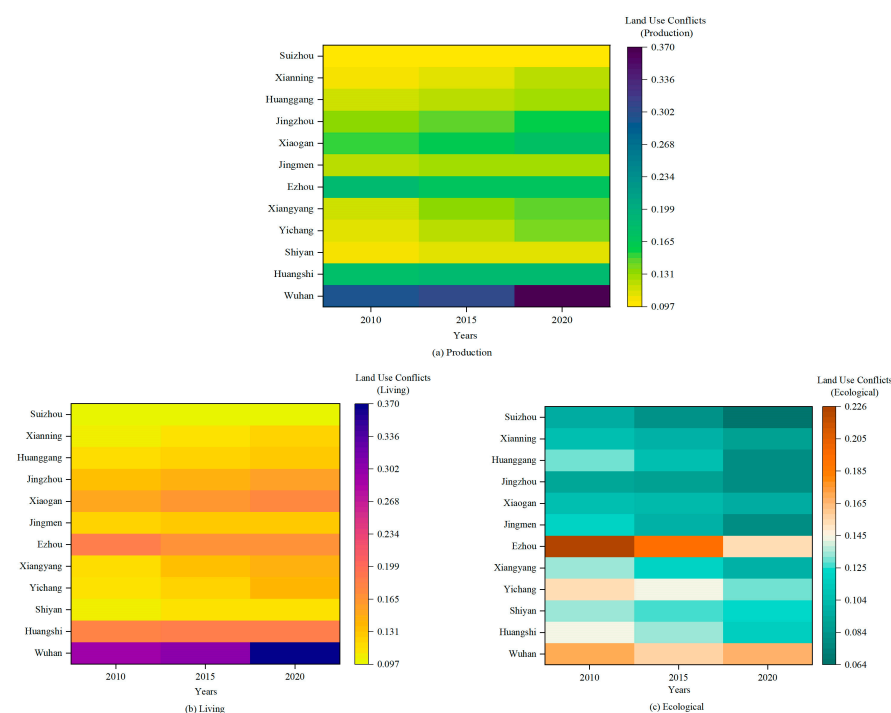 Land Use Conflicts
(Production)
Suizhou
Xianning
Huanggang
Jingzhou
Xiaogan
Jingmen
Ezhou
Xiangyang
Yichang
Shiyan
Huangshi
Wuhan
0.370
0.336
0.302
0.268
0.234
0.199
0.165
0.131
0.097
2010 2015 2020
Years
(a) Production
Land Use Conflicts
(Living)
Suizhou
Xianning
Huanggang
Jingzhou
Xiaogan
Jingmen
Ezhou
Xiangyang
Yichang
Shiyan
Huangshi
Wuhan
0.370
0.336
0.302
0.268
0.234
0.199
0.165
0.131
0.097
2010 2015 2020
Years
(b) Living
Land Use Conflicts
(Ecological)
Suizhou
Xianning
Huanggang
Jingzhou
Xiaogan
Jingmen
Ezhou
Xiangyang
Yichang
Shiyan
Huangshi
Wuhan
0.226
0.205
0.185
0.165
0.145
0.125
0.104
0.084
0.064
2010 2015 2020
Years
(c) Ecological